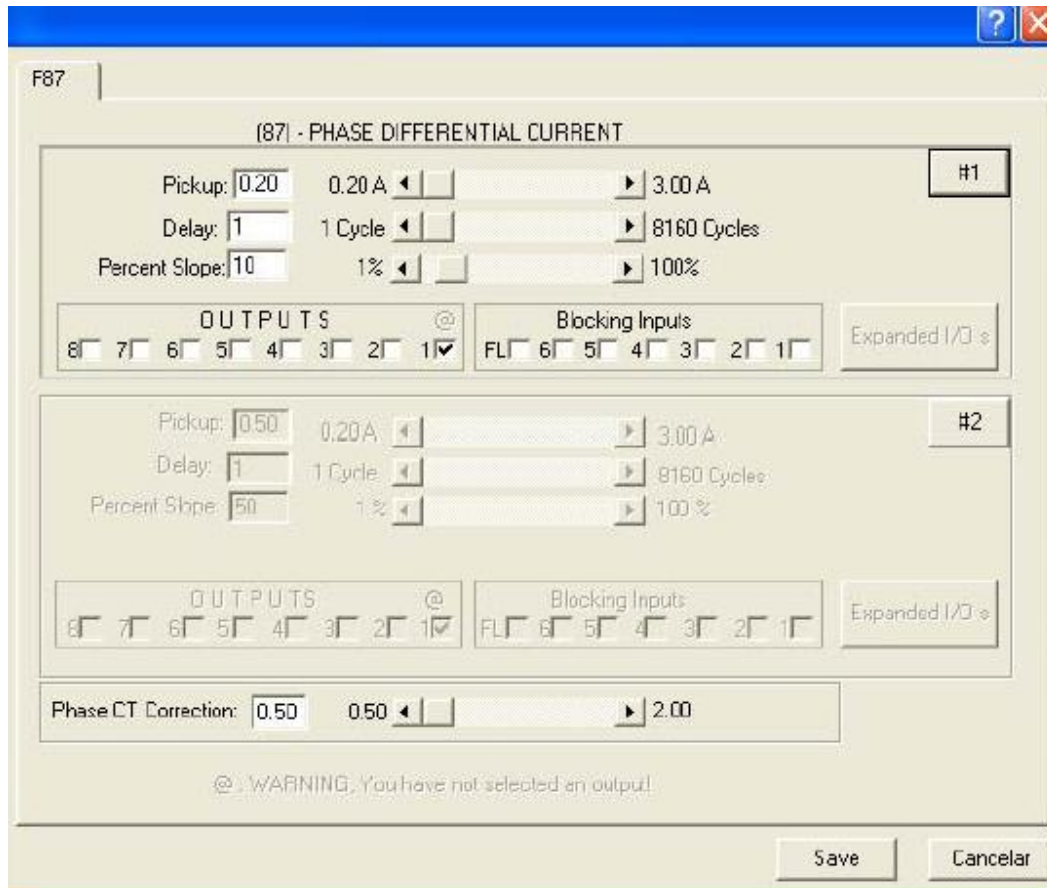 ?
F87
(87) - PHASE DIFFERENTIAL CURRENT
Pickup: 0.20 0.20 A 3.00 A #1
Delay: 1 1 Cycle 8160 Cycles
Percent Slope: 10 1% 100%
OUTPUTS @ Blocking Inputs Expanded I/O s
8 7 6 5 4 3 2 1 FL 6 5 4 3 2 1
Pickup: 0.50 0.20 A 3.00 A #2
Delay: 1 1 Cycle 8160 Cycles
Percent Slope: 50 1 % 100 %
OUTPUTS @ Blocking Inputs Expanded I/O s
8 7 6 5 4 3 2 1 FL 6 5 4 3 2 1
Phase CT Correction: 0.50 0.50 2.00
@ : WARNING, You have not selected an output!
Save Cancelar